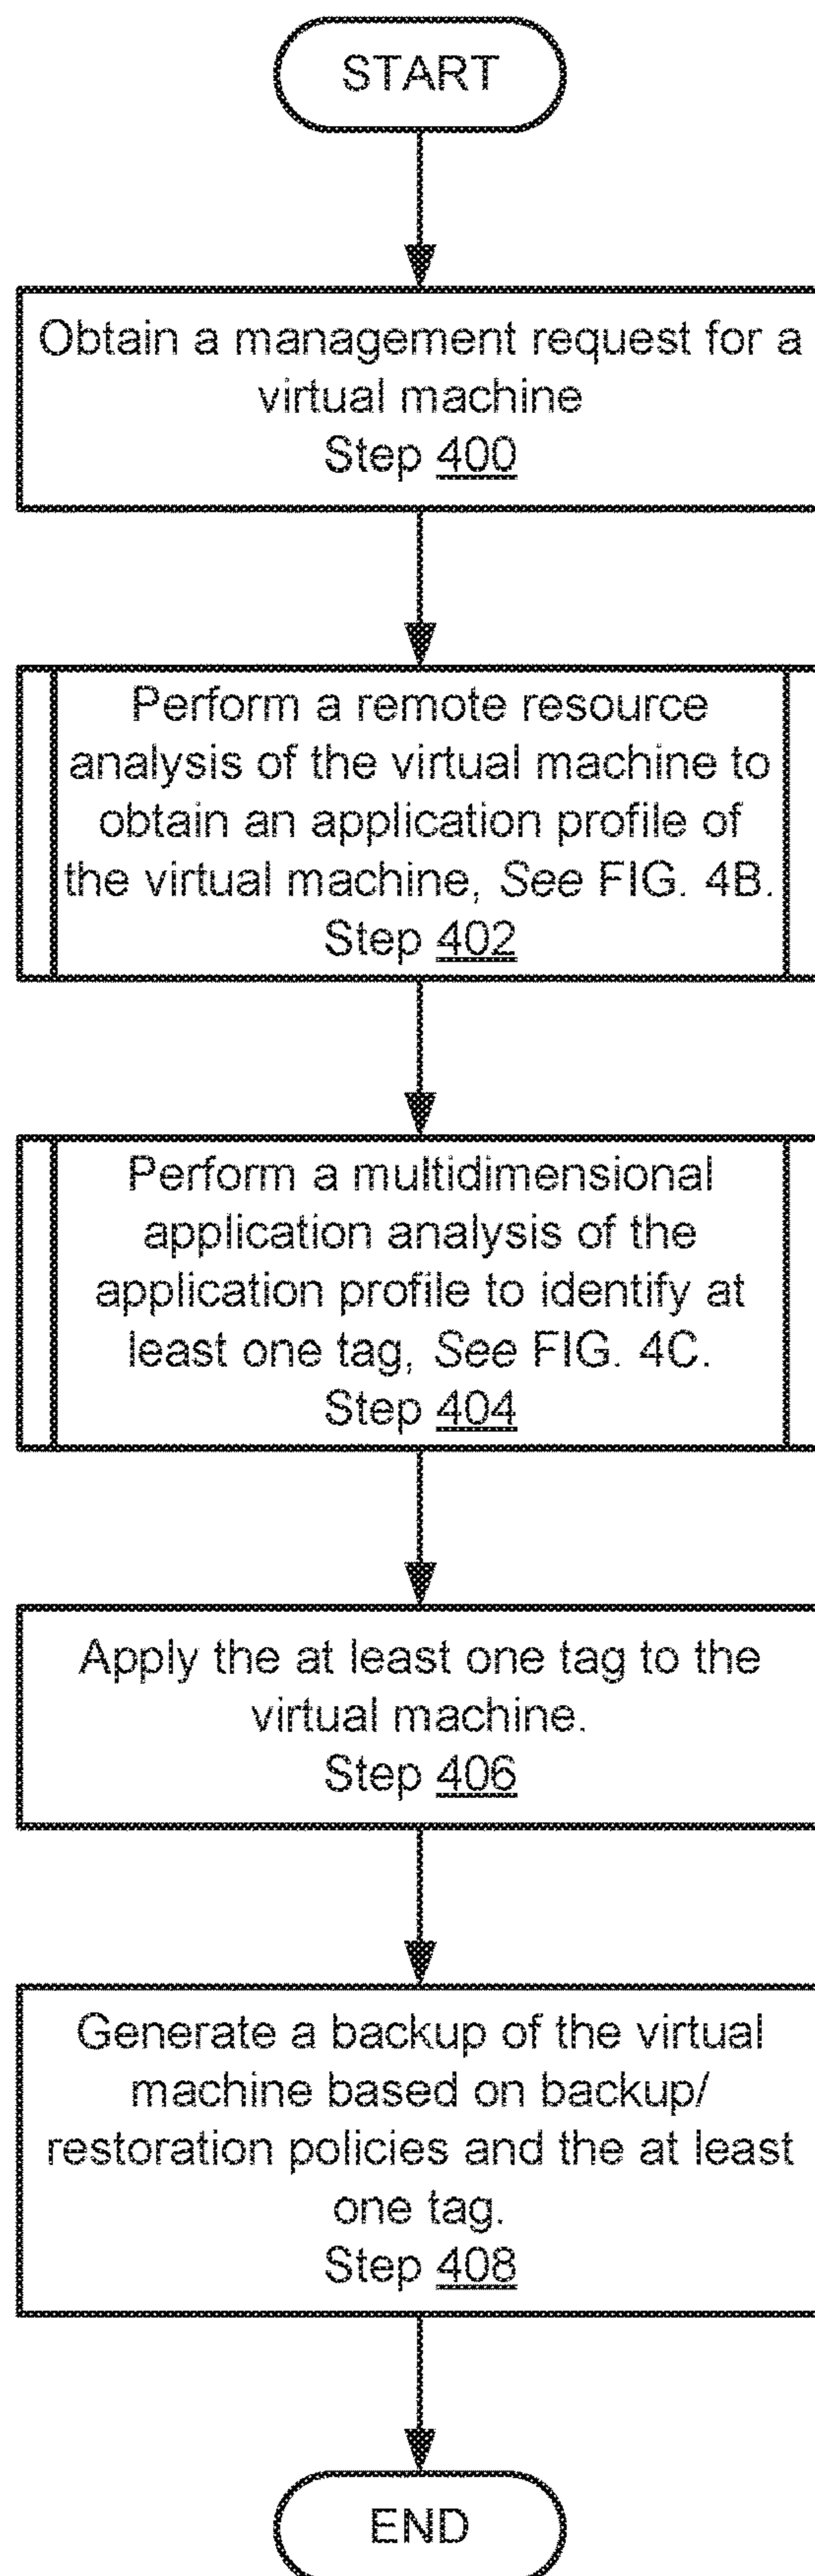 START
Obtain a management request for a
virtual machine
Step 400
Perform a remote resource
analysis of the virtual machine to
obtain an application profile of
the virtual machine, See FIG. 4B.
Step 402
Perform a multidimensional
application analysis of the
application profile to identify at
least one tag, See FIG. 4C.
Step 404
Apply the at least one tag to the
virtual machine.
Step 406
Generate a backup of the virtual
machine based on backup/
restoration policies and the at least
one tag.
Step 408
END